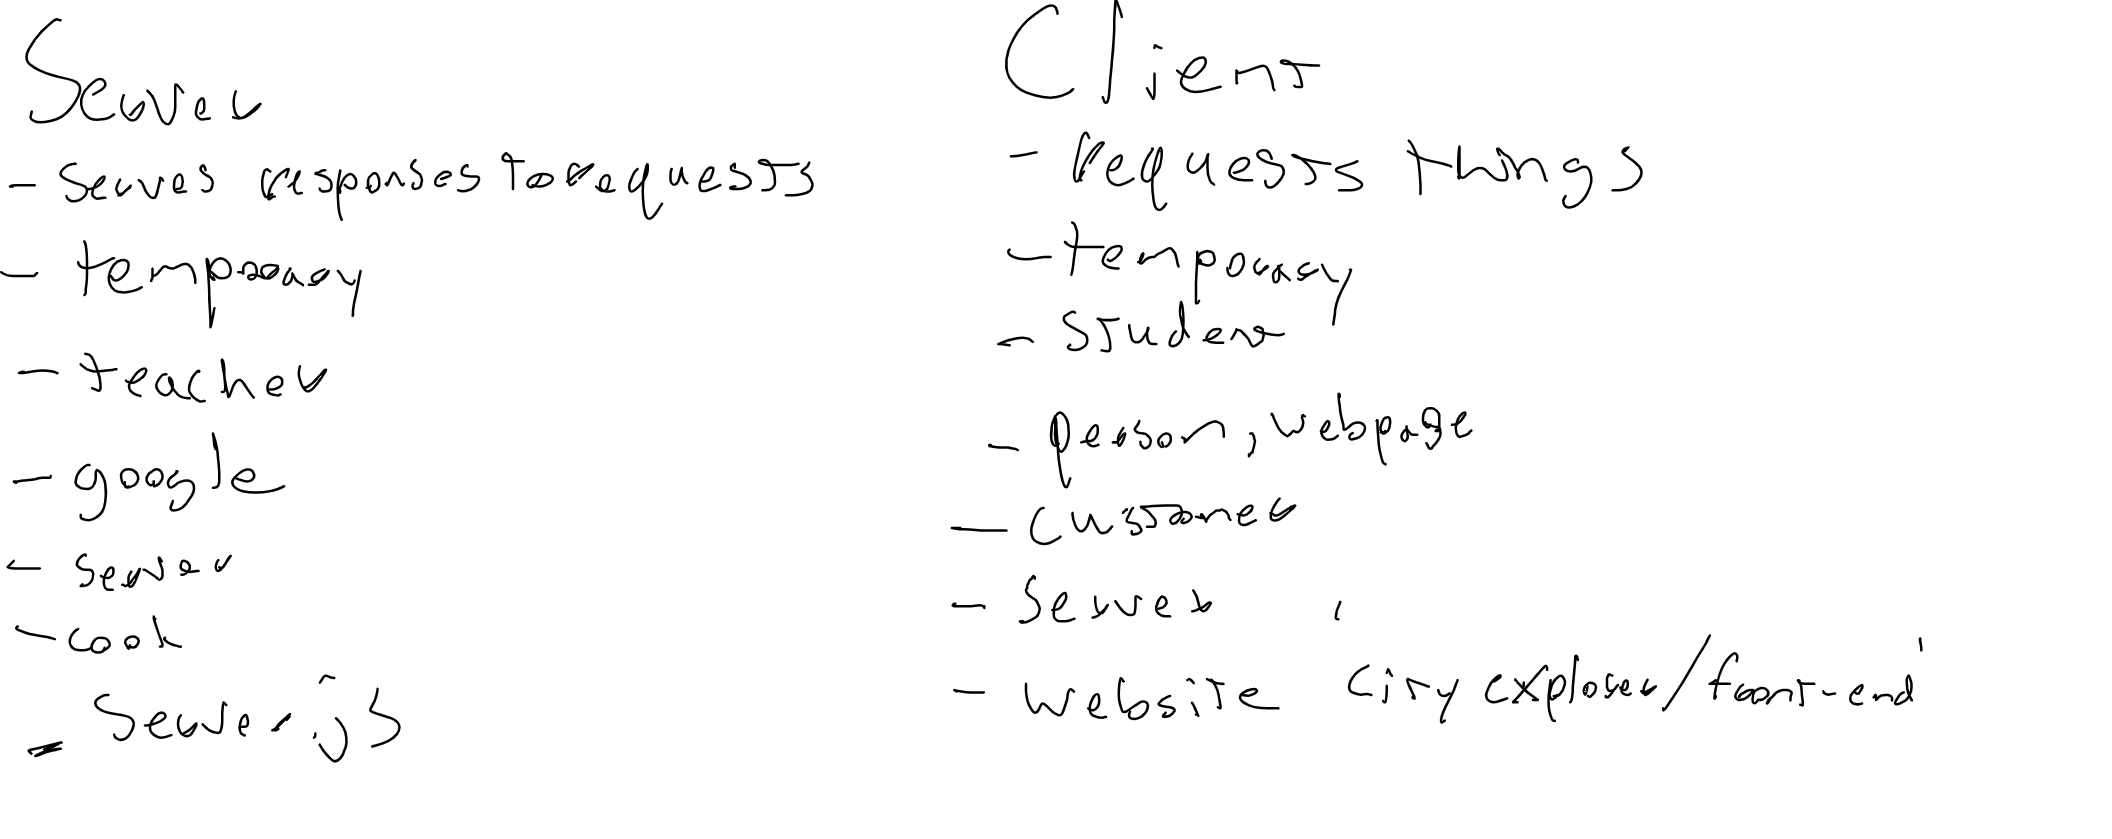 Server
- serves responses to requests
- temporary
- teacher
- google
- server
- cook
- server.js
Client
- requests things
- temporary
- student
- person, webpage
- customer
- Server
- website 'city explorer/front-end'